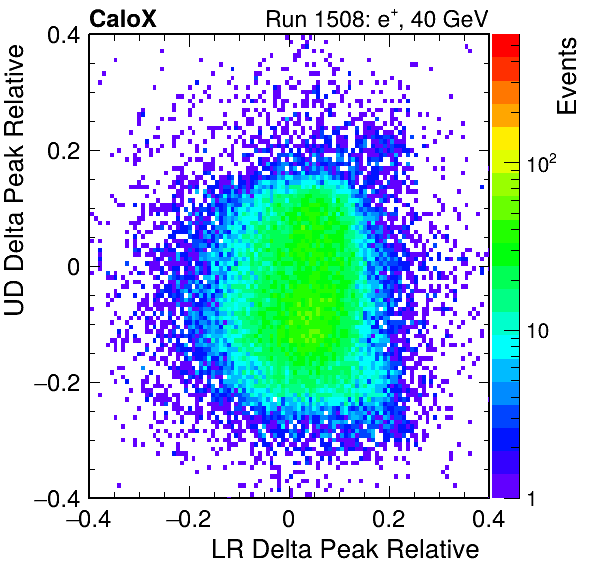 CaloX Run 1508: e⁺, 40 GeV
UD Delta Peak Relative
0.4
0.2
0
−0.2
−0.4
−0.4 −0.2 0 0.2 0.4
LR Delta Peak Relative
Events
10²
10
1